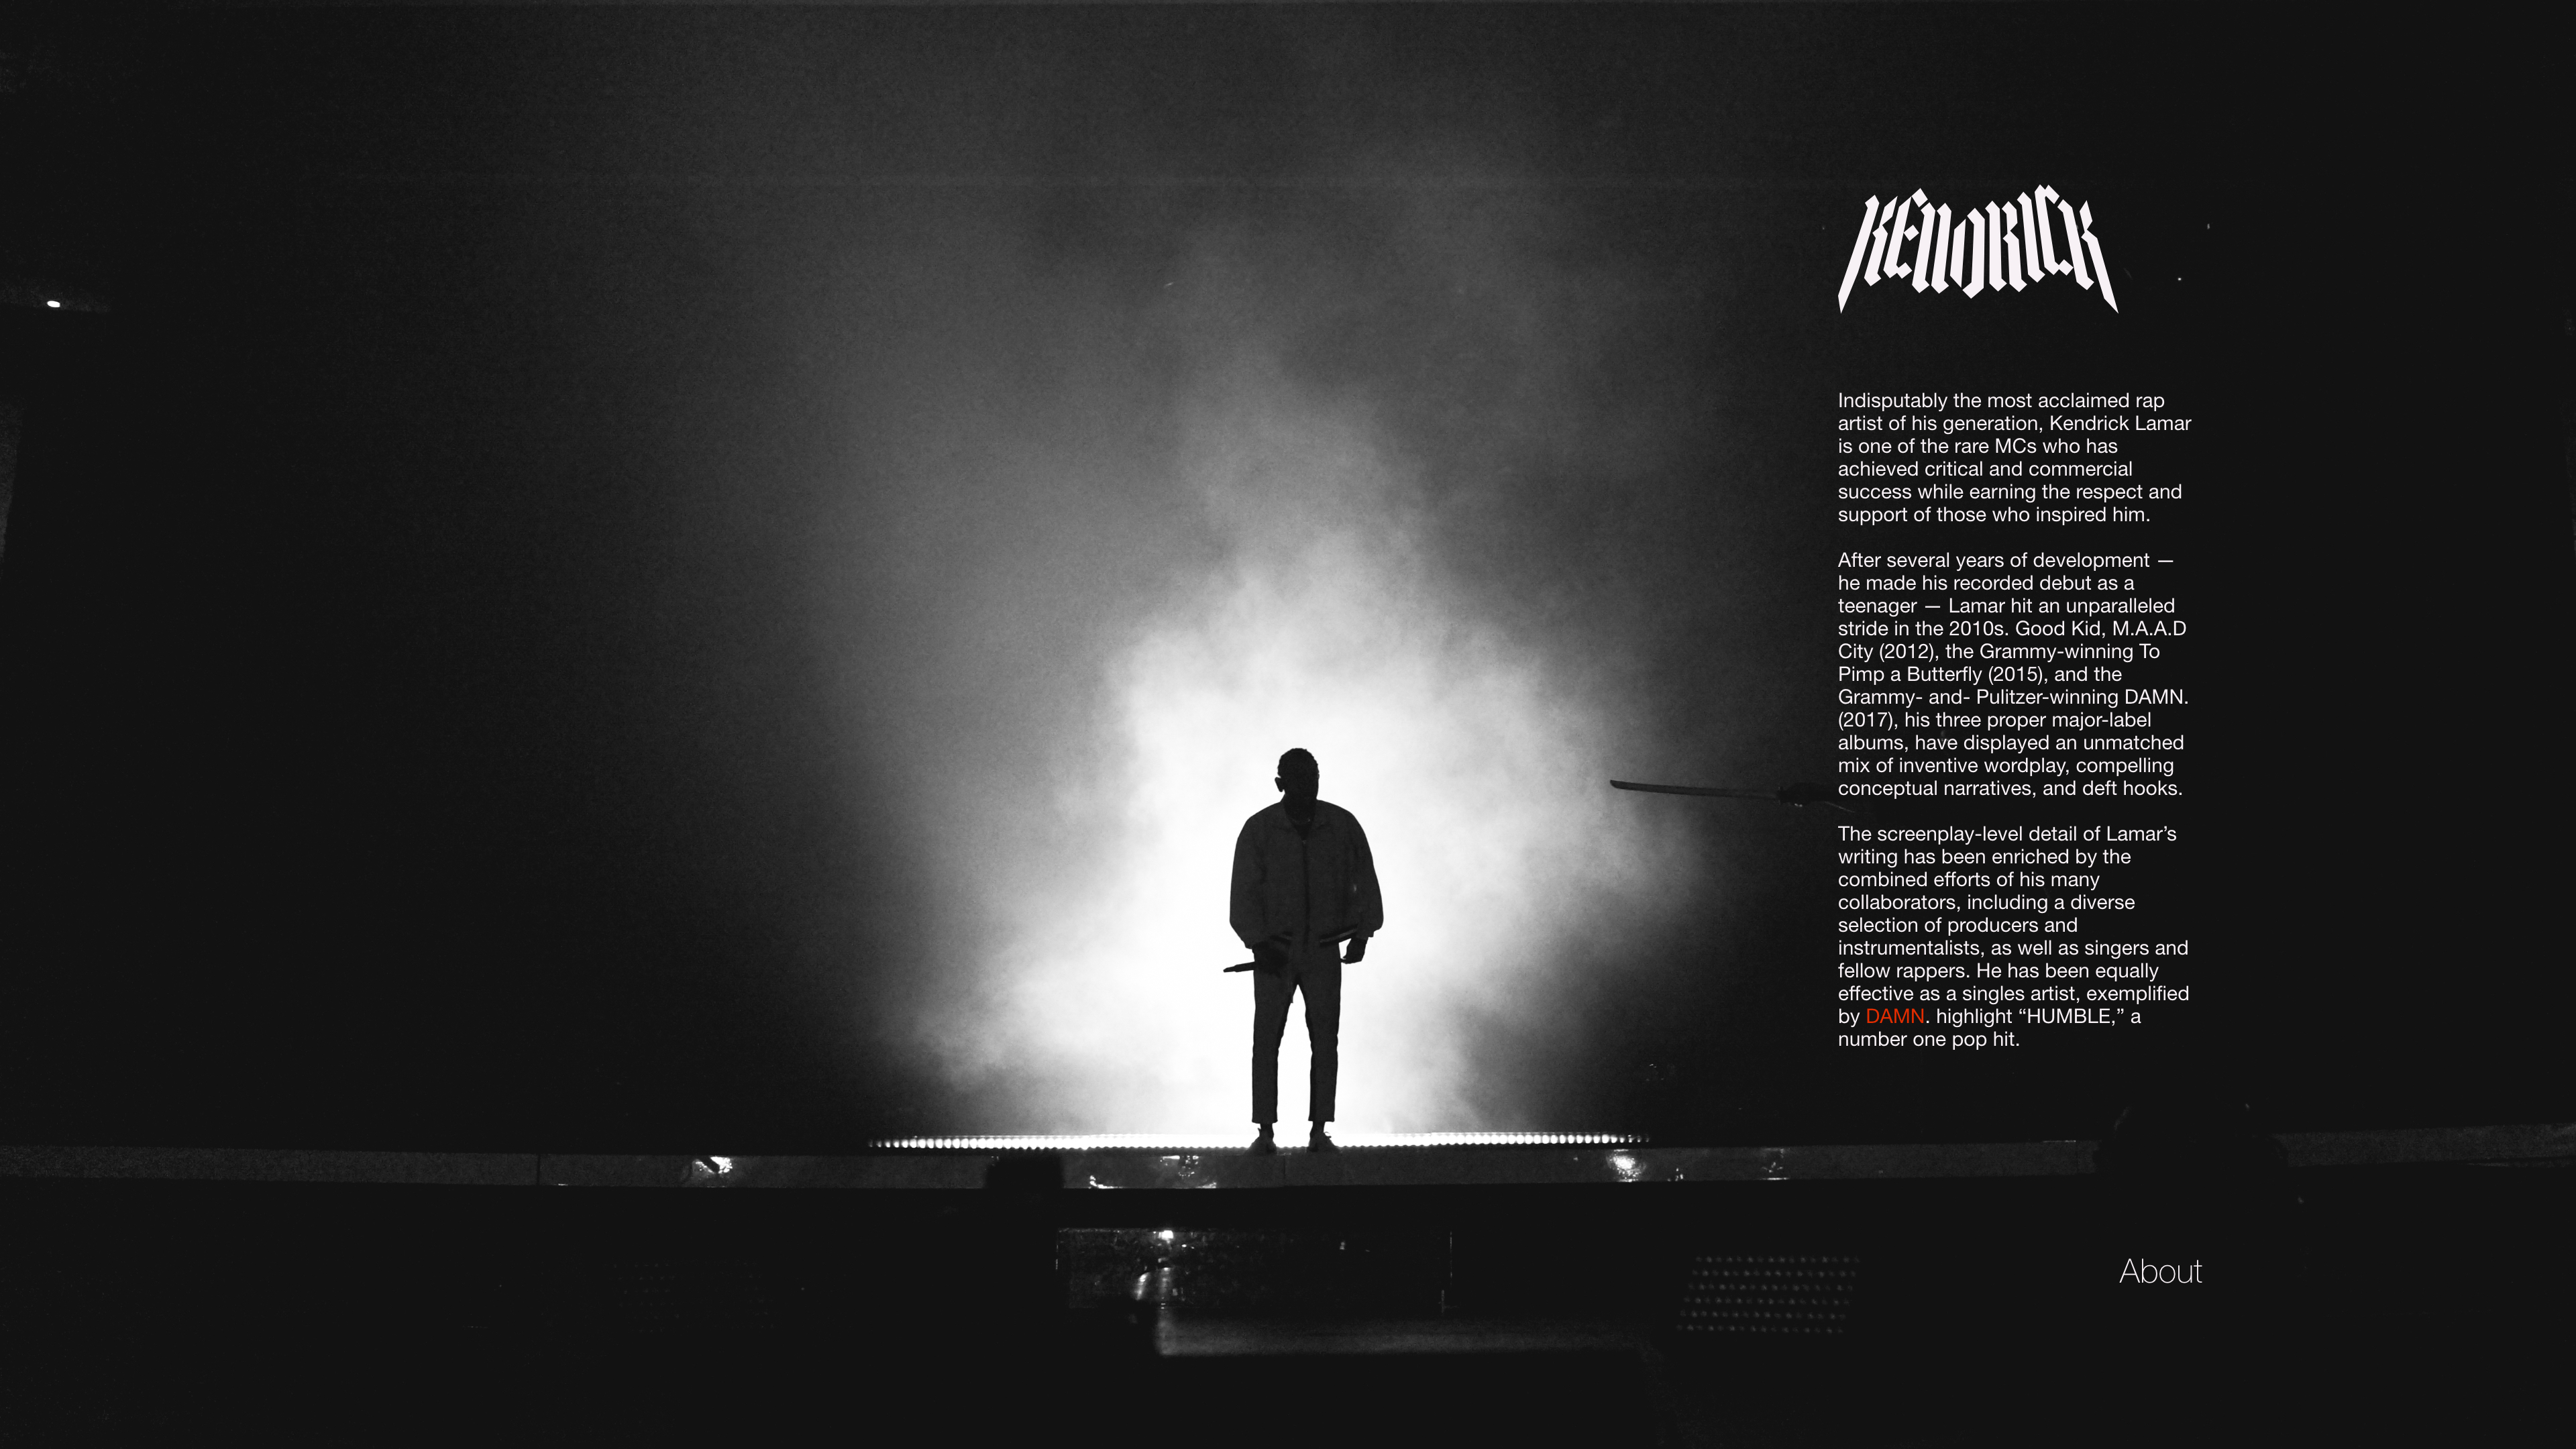 KENDRICK
Indisputably the most acclaimed rap
artist of his generation, Kendrick Lamar
is one of the rare MCs who has
achieved critical and commercial
success while earning the respect and
support of those who inspired him.
After several years of development —
he made his recorded debut as a
teenager — Lamar hit an unparalleled
stride in the 2010s. Good Kid, M.A.A.D
City (2012), the Grammy-winning To
Pimp a Butterfly (2015), and the
Grammy- and- Pulitzer-winning DAMN.
(2017), his three proper major-label
albums, have displayed an unmatched
mix of inventive wordplay, compelling
conceptual narratives, and deft hooks.
The screenplay-level detail of Lamar’s
writing has been enriched by the
combined efforts of his many
collaborators, including a diverse
selection of producers and
instrumentalists, as well as singers and
fellow rappers. He has been equally
effective as a singles artist, exemplified
by DAMN. highlight “HUMBLE,” a
number one pop hit.
About